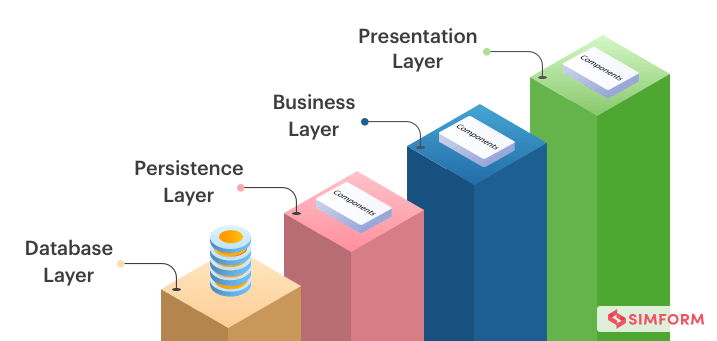 Presentation
Layer
Components
Business
Layer
Components
Persistence
Layer
Components
Database
Layer
SIMFORM